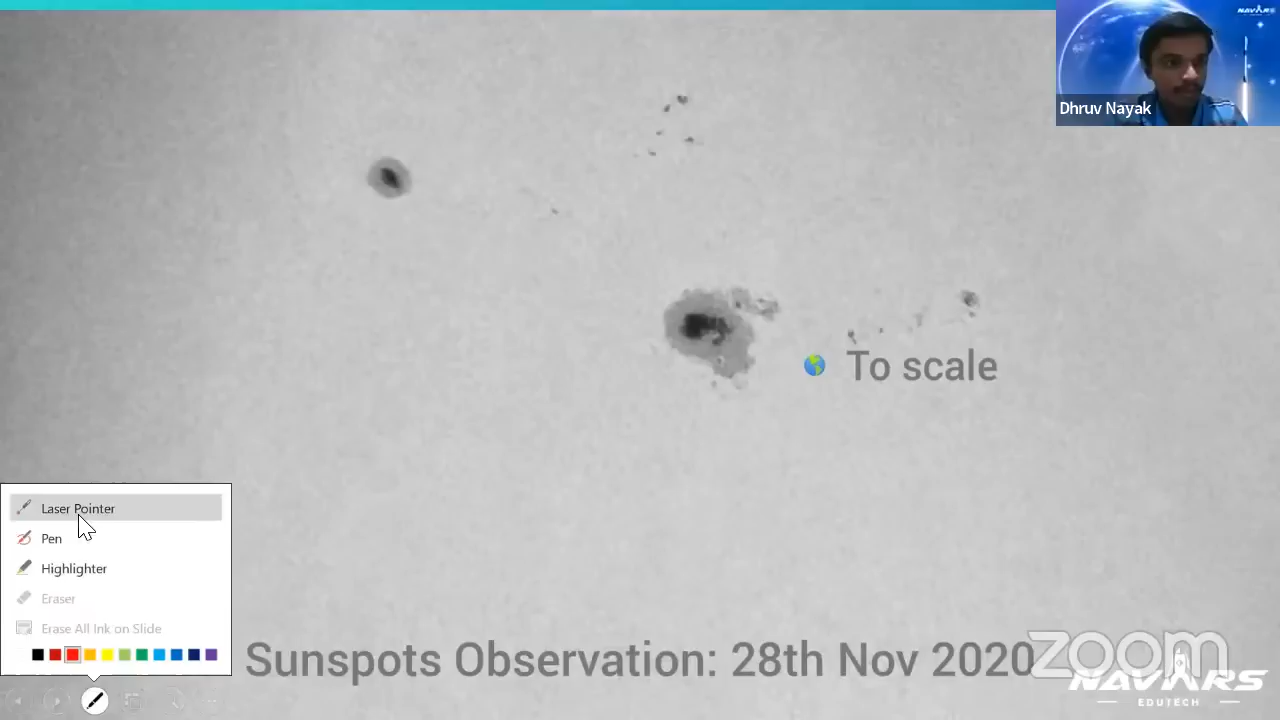 NAVARS
Dhruv Nayak
To scale
Laser Pointer
Pen
Highlighter
Eraser
Erase All Ink on Slide
Sunspots Observation: 28th Nov 2020
zoom
NAVARS
EDUTECH